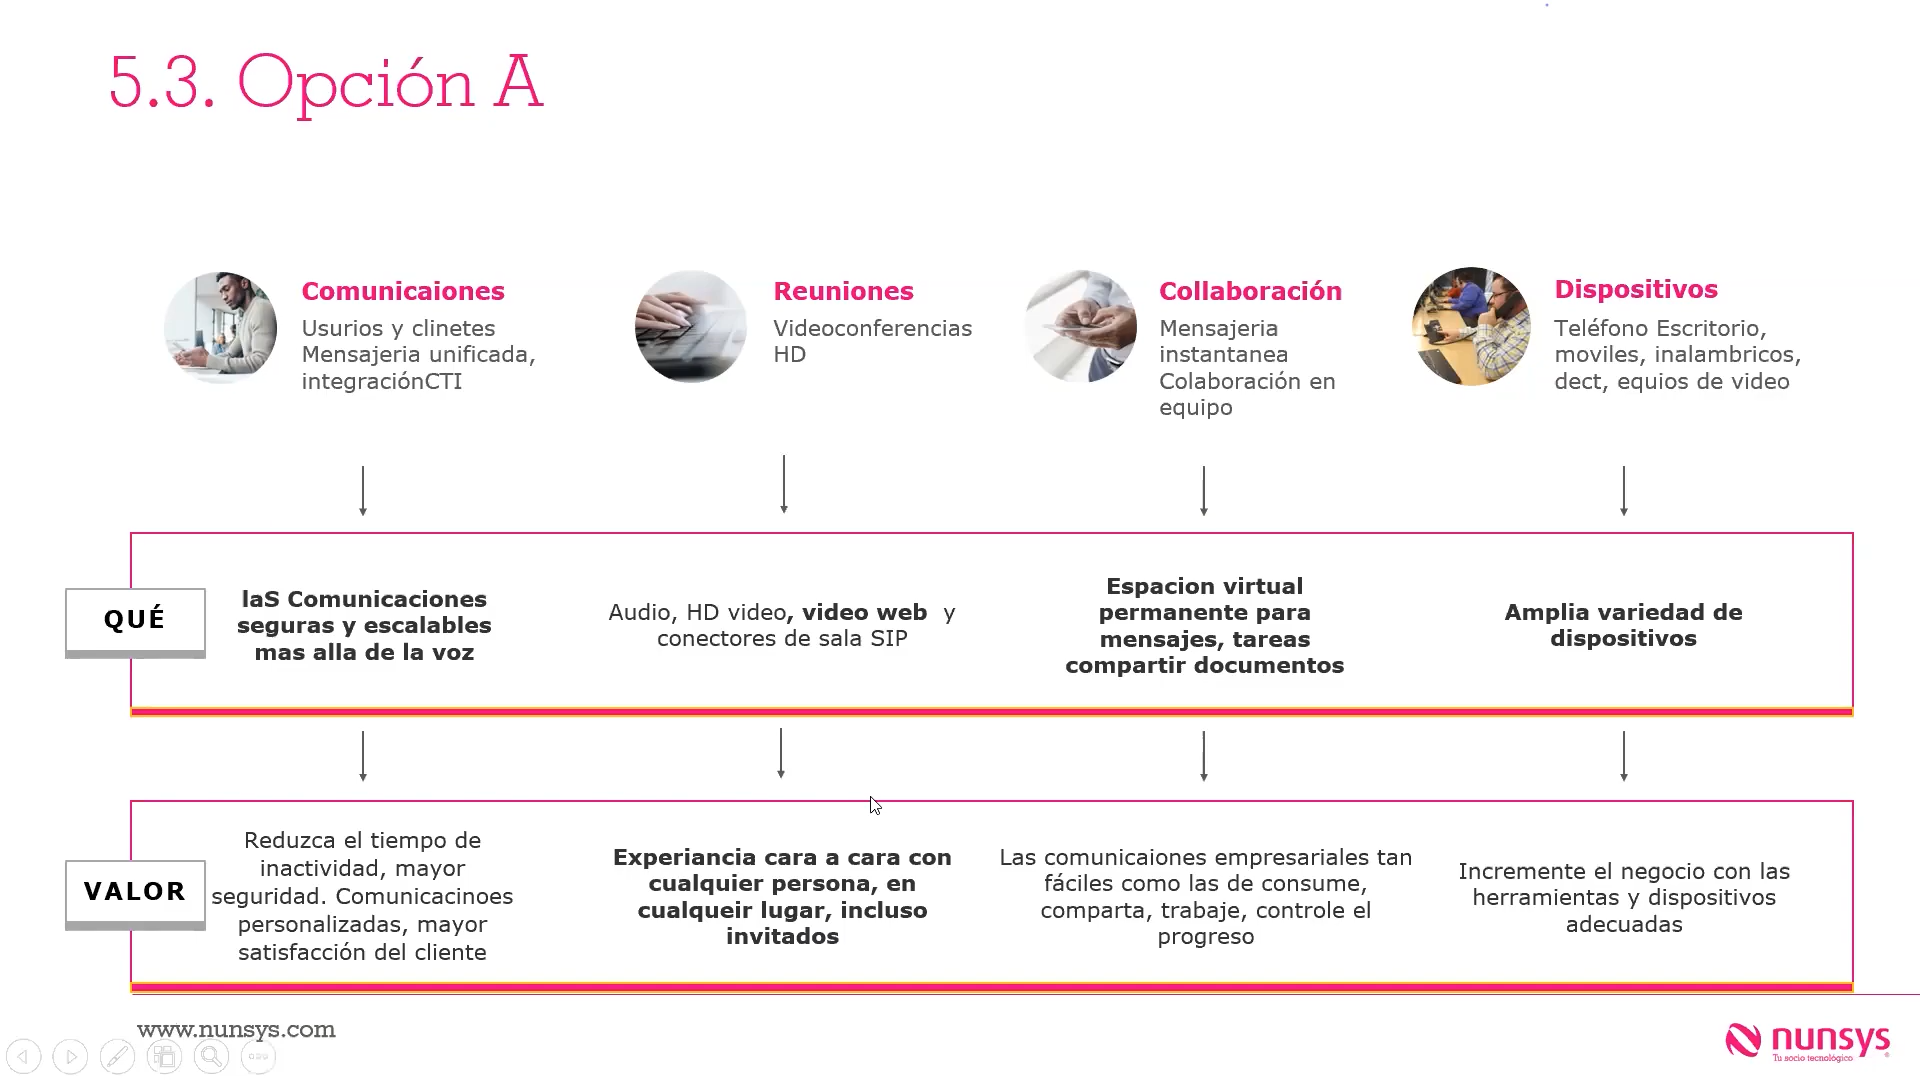 5.3. Opción A
Comunicaiones
Usurios y clinetes
Mensajeria unificada,
integraciónCTI
Reuniones
Videoconferencias
HD
Collaboración
Mensajeria
instantanea
Colaboración en
equipo
Dispositivos
Teléfono Escritorio,
moviles, inalambricos,
dect, equios de video
QUÉ
laS Comunicaciones
seguras y escalables
mas alla de la voz
Audio, HD video, video web y
conectores de sala SIP
Espacion virtual
permanente para
mensajes, tareas
compartir documentos
Amplia variedad de
dispositivos
VALOR
Reduzca el tiempo de
inactividad, mayor
seguridad. Comunicacinoes
personalizadas, mayor
satisfacción del cliente
Experiancia cara a cara con
cualquier persona, en
cualqueir lugar, incluso
invitados
Las comunicaiones empresariales tan
fáciles como las de consume,
comparta, trabaje, controle el
progreso
Incremente el negocio con las
herramientas y dispositivos
adecuadas
www.nunsys.com
nunsys
Tu socio tecnológico